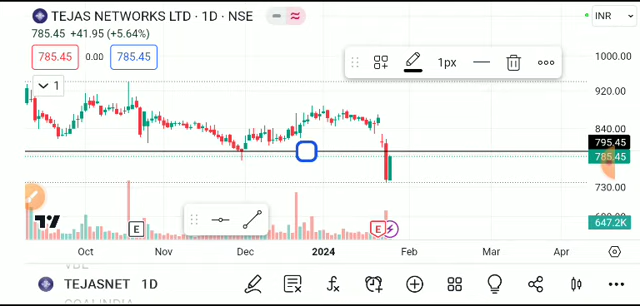 TEJAS NETWORKS LTD · 1D · NSE
INR
785.45 +41.95 (+5.64%)
785.45 0.00 785.45
1px
1
1000.00
920.00
840.00
795.45
785.45
730.00
647.2K
E
E
Oct Nov Dec 2024 Feb Mar Apr
TEJASNET 1D